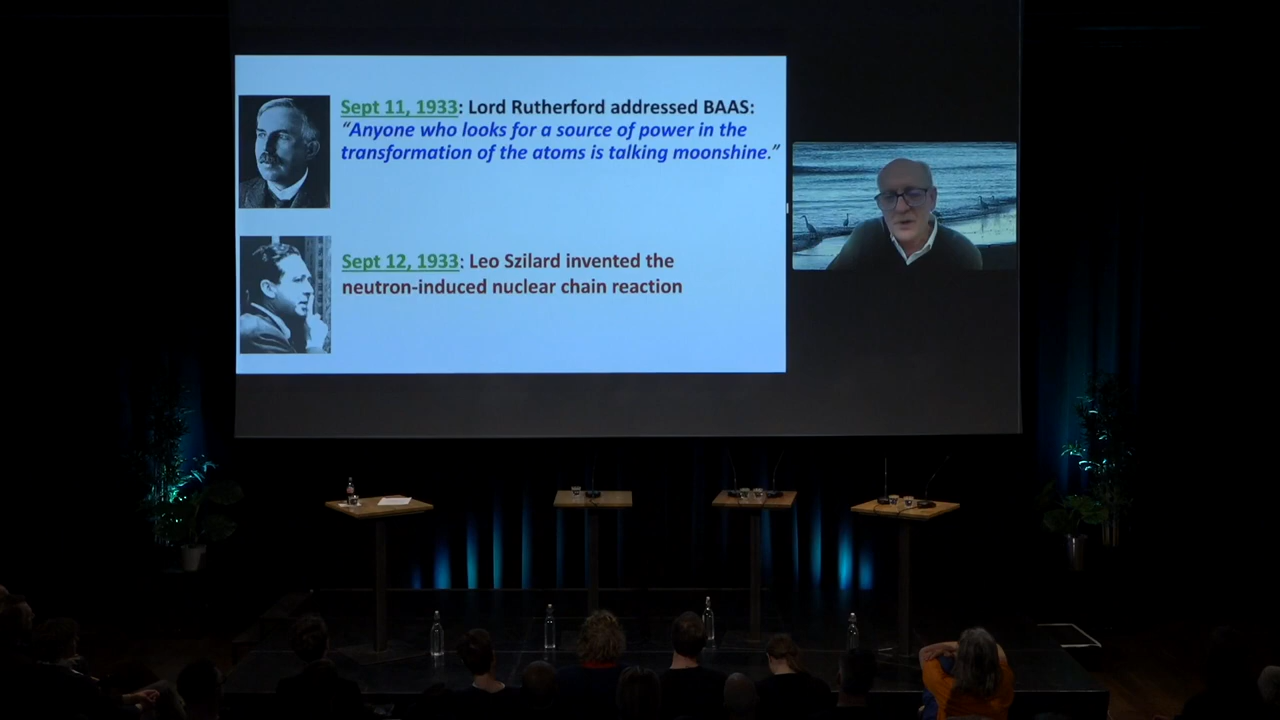 Sept 11, 1933: Lord Rutherford addressed BAAS:
“Anyone who looks for a source of power in the
transformation of the atoms is talking moonshine.”
Sept 12, 1933: Leo Szilard invented the
neutron-induced nuclear chain reaction